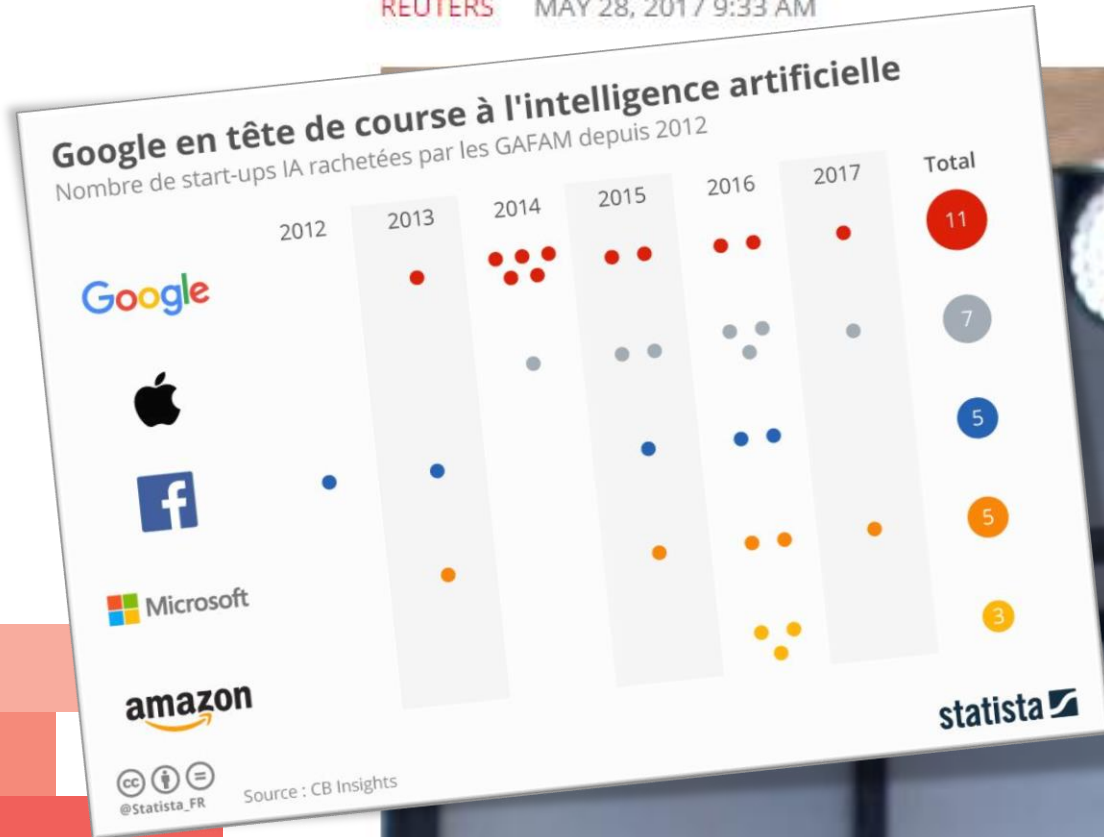 REUTERS MAY 28, 2017 9:33 AM
Google en tête de course à l'intelligence artificielle
Nombre de start-ups IA rachetées par les GAFAM depuis 2012
2012 2013 2014 2015 2016 2017 Total
Google 11
7
f 5
Microsoft 5
amazon 3
statista
cc
@Statista_FR Source : CB Insights